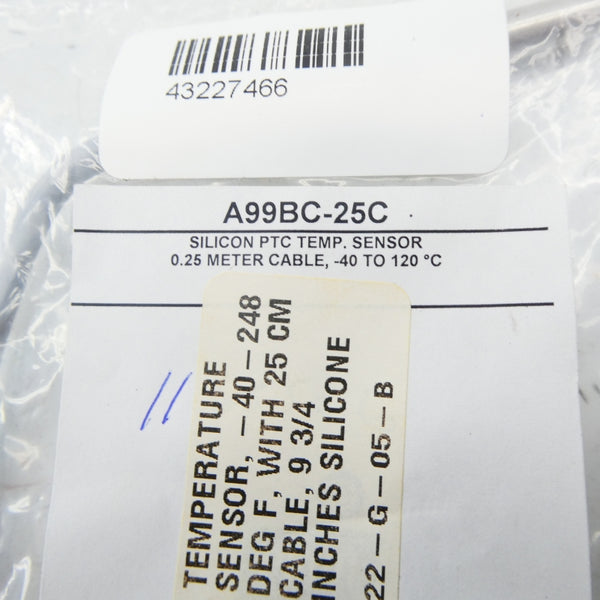 43227466
A99BC-25C
SILICON PTC TEMP. SENSOR
0.25 METER CABLE, -40 TO 120 °C
11
TEMPERATURE
SENSOR, -40-248
DEG F, WITH 25 CM
CABLE, 9 3/4
INCHES SILICONE
22-G-05-B